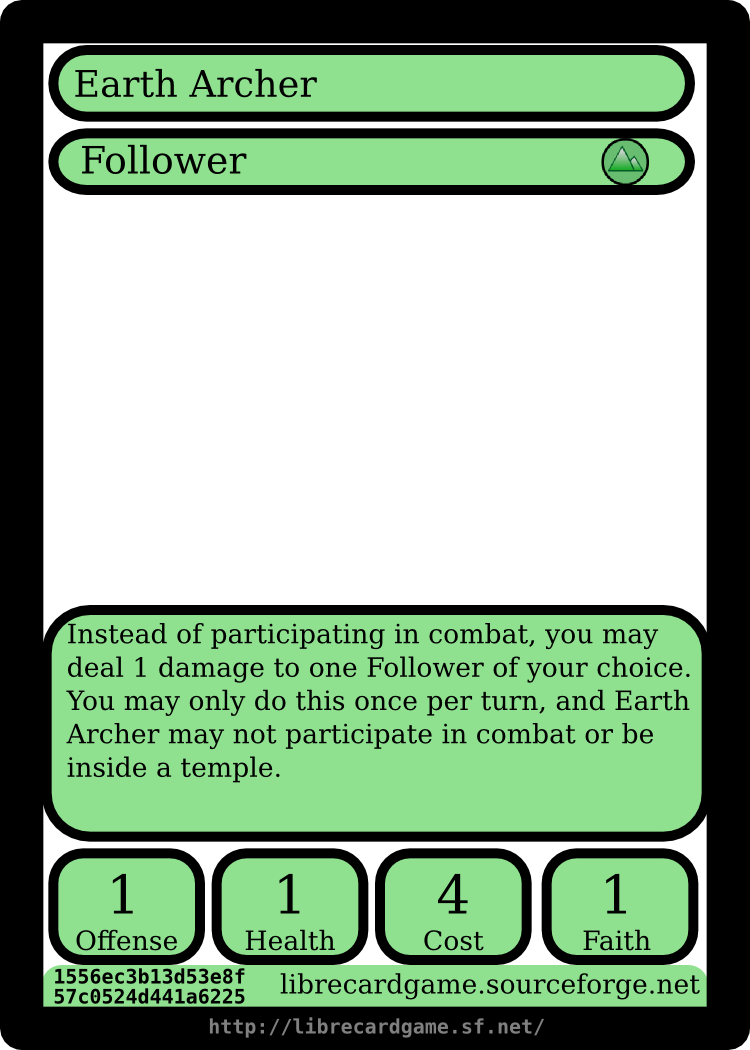 Earth Archer
Follower
Instead of participating in combat, you may
deal 1 damage to one Follower of your choice.
You may only do this once per turn, and Earth
Archer may not participate in combat or be
inside a temple.
1 1 4 1
Offense Health Cost Faith
1556ec3b13d53e8f
57c0524d441a6225
librecardgame.sourceforge.net
http://librecardgame.sf.net/